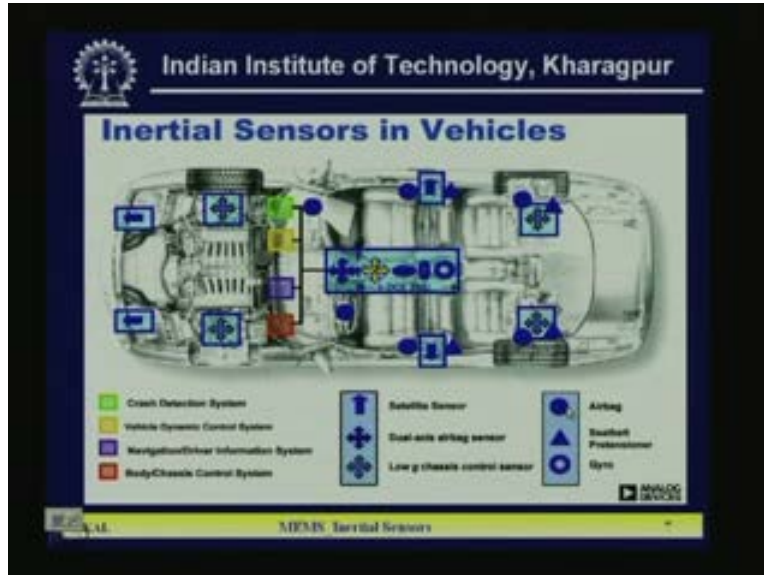 Indian Institute of Technology, Kharagpur
Inertial Sensors in Vehicles
Crash Detection System
Vehicle Dynamic Control System
Navigation/Driver Information System
Body/Chassis Control System
Satellite Sensor
Dual-axis airbag sensor
Low g chassis control sensor
Airbag
Seatbelt
Pretensioner
Gyro
ANALOG
DEVICES
KAL
MEMS Inertial Sensors